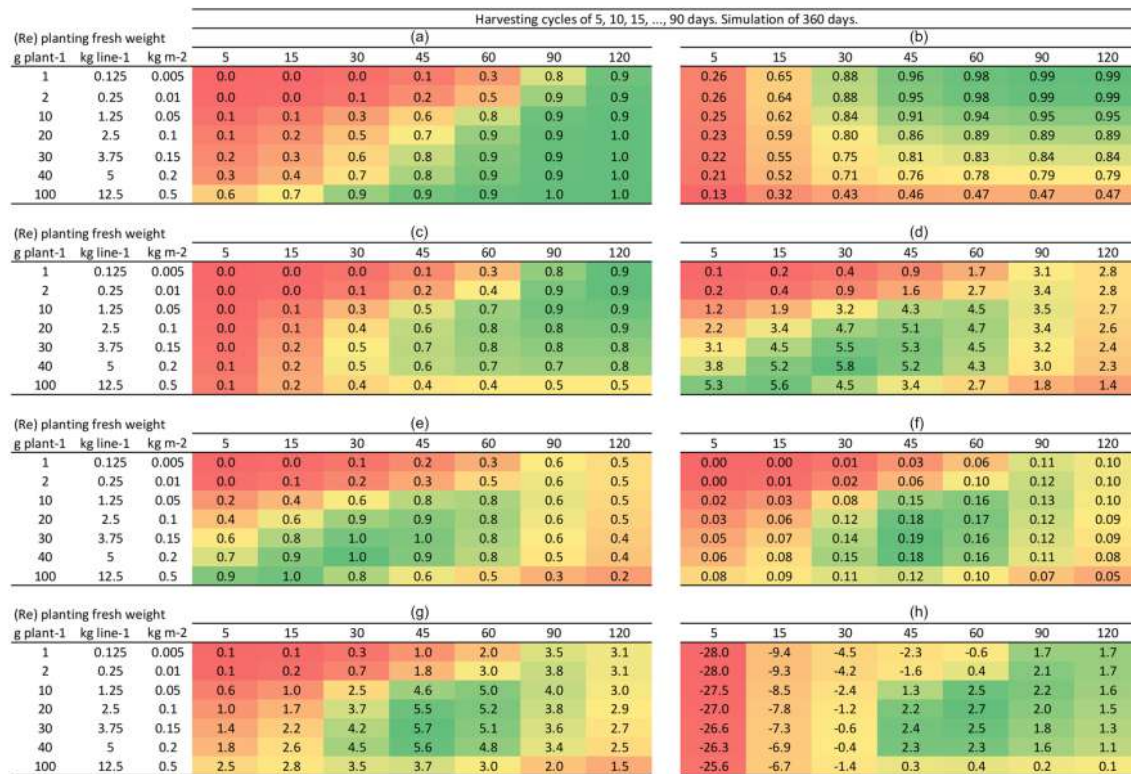 Harvesting cycles of 5, 10, 15, ..., 90 days. Simulation of 360 days.
(Re) planting fresh weight (a) (b)
g plant-1 kg line-1 kg m-2 5 15 30 45 60 90 120 5 15 30 45 60 90 120
1 0.125 0.005 0.0 0.0 0.0 0.1 0.3 0.8 0.9 0.26 0.65 0.88 0.96 0.98 0.99 0.99
2 0.25 0.01 0.0 0.0 0.1 0.2 0.5 0.9 0.9 0.26 0.64 0.88 0.95 0.98 0.99 0.99
10 1.25 0.05 0.1 0.1 0.3 0.6 0.8 0.9 0.9 0.25 0.62 0.84 0.91 0.94 0.95 0.95
20 2.5 0.1 0.1 0.2 0.5 0.7 0.9 0.9 1.0 0.23 0.59 0.80 0.86 0.89 0.89 0.89
30 3.75 0.15 0.2 0.3 0.6 0.8 0.9 0.9 1.0 0.22 0.55 0.75 0.81 0.83 0.84 0.84
40 5 0.2 0.3 0.4 0.7 0.8 0.9 0.9 1.0 0.21 0.52 0.71 0.76 0.78 0.79 0.79
100 12.5 0.5 0.6 0.7 0.9 0.9 0.9 1.0 1.0 0.13 0.32 0.43 0.46 0.47 0.47 0.47
(Re) planting fresh weight (c) (d)
g plant-1 kg line-1 kg m-2 5 15 30 45 60 90 120 5 15 30 45 60 90 120
1 0.125 0.005 0.0 0.0 0.0 0.1 0.3 0.8 0.9 0.1 0.2 0.4 0.9 1.7 3.1 2.8
2 0.25 0.01 0.0 0.0 0.1 0.2 0.4 0.9 0.9 0.2 0.4 0.9 1.6 2.7 3.4 2.8
10 1.25 0.05 0.0 0.1 0.3 0.5 0.7 0.9 0.9 1.2 1.9 3.2 4.3 4.5 3.5 2.7
20 2.5 0.1 0.0 0.1 0.4 0.6 0.8 0.8 0.9 2.2 3.4 4.7 5.1 4.7 3.4 2.6
30 3.75 0.15 0.0 0.2 0.5 0.7 0.8 0.8 0.8 3.1 4.5 5.5 5.3 4.5 3.2 2.4
40 5 0.2 0.1 0.2 0.5 0.6 0.7 0.7 0.8 3.8 5.2 5.8 5.2 4.3 3.0 2.3
100 12.5 0.5 0.1 0.2 0.4 0.4 0.4 0.5 0.5 5.3 5.6 4.5 3.4 2.7 1.8 1.4
(Re) planting fresh weight (e) (f)
g plant-1 kg line-1 kg m-2 5 15 30 45 60 90 120 5 15 30 45 60 90 120
1 0.125 0.005 0.0 0.0 0.1 0.2 0.3 0.6 0.5 0.00 0.00 0.01 0.03 0.06 0.11 0.10
2 0.25 0.01 0.0 0.1 0.2 0.3 0.5 0.6 0.5 0.00 0.01 0.02 0.06 0.10 0.12 0.10
10 1.25 0.05 0.2 0.4 0.6 0.8 0.8 0.6 0.5 0.02 0.03 0.08 0.15 0.16 0.13 0.10
20 2.5 0.1 0.4 0.6 0.9 0.9 0.8 0.6 0.5 0.03 0.06 0.12 0.18 0.17 0.12 0.09
30 3.75 0.15 0.6 0.8 1.0 1.0 0.8 0.6 0.4 0.05 0.07 0.14 0.19 0.16 0.12 0.09
40 5 0.2 0.7 0.9 1.0 0.9 0.8 0.5 0.4 0.06 0.08 0.15 0.18 0.16 0.11 0.08
100 12.5 0.5 0.9 1.0 0.8 0.6 0.5 0.3 0.2 0.08 0.09 0.11 0.12 0.10 0.07 0.05
(Re) planting fresh weight (g) (h)
g plant-1 kg line-1 kg m-2 5 15 30 45 60 90 120 5 15 30 45 60 90 120
1 0.125 0.005 0.1 0.1 0.3 1.0 2.0 3.5 3.1 -28.0 -9.4 -4.5 -2.3 -0.6 1.7 1.7
2 0.25 0.01 0.1 0.2 0.7 1.8 3.0 3.8 3.1 -28.0 -9.3 -4.2 -1.6 0.4 2.1 1.7
10 1.25 0.05 0.6 1.0 2.5 4.6 5.0 4.0 3.0 -27.5 -8.5 -2.4 1.3 2.5 2.2 1.6
20 2.5 0.1 1.0 1.7 3.7 5.5 5.2 3.8 2.9 -27.0 -7.8 -1.2 2.2 2.7 2.0 1.5
30 3.75 0.15 1.4 2.2 4.2 5.7 5.1 3.6 2.7 -26.6 -7.3 -0.6 2.4 2.5 1.8 1.3
40 5 0.2 1.8 2.6 4.5 5.6 4.8 3.4 2.5 -26.3 -6.9 -0.4 2.3 2.3 1.6 1.1
100 12.5 0.5 2.5 2.8 3.5 3.7 3.0 2.0 1.5 -25.6 -6.7 -1.4 0.3 0.4 0.2 0.1